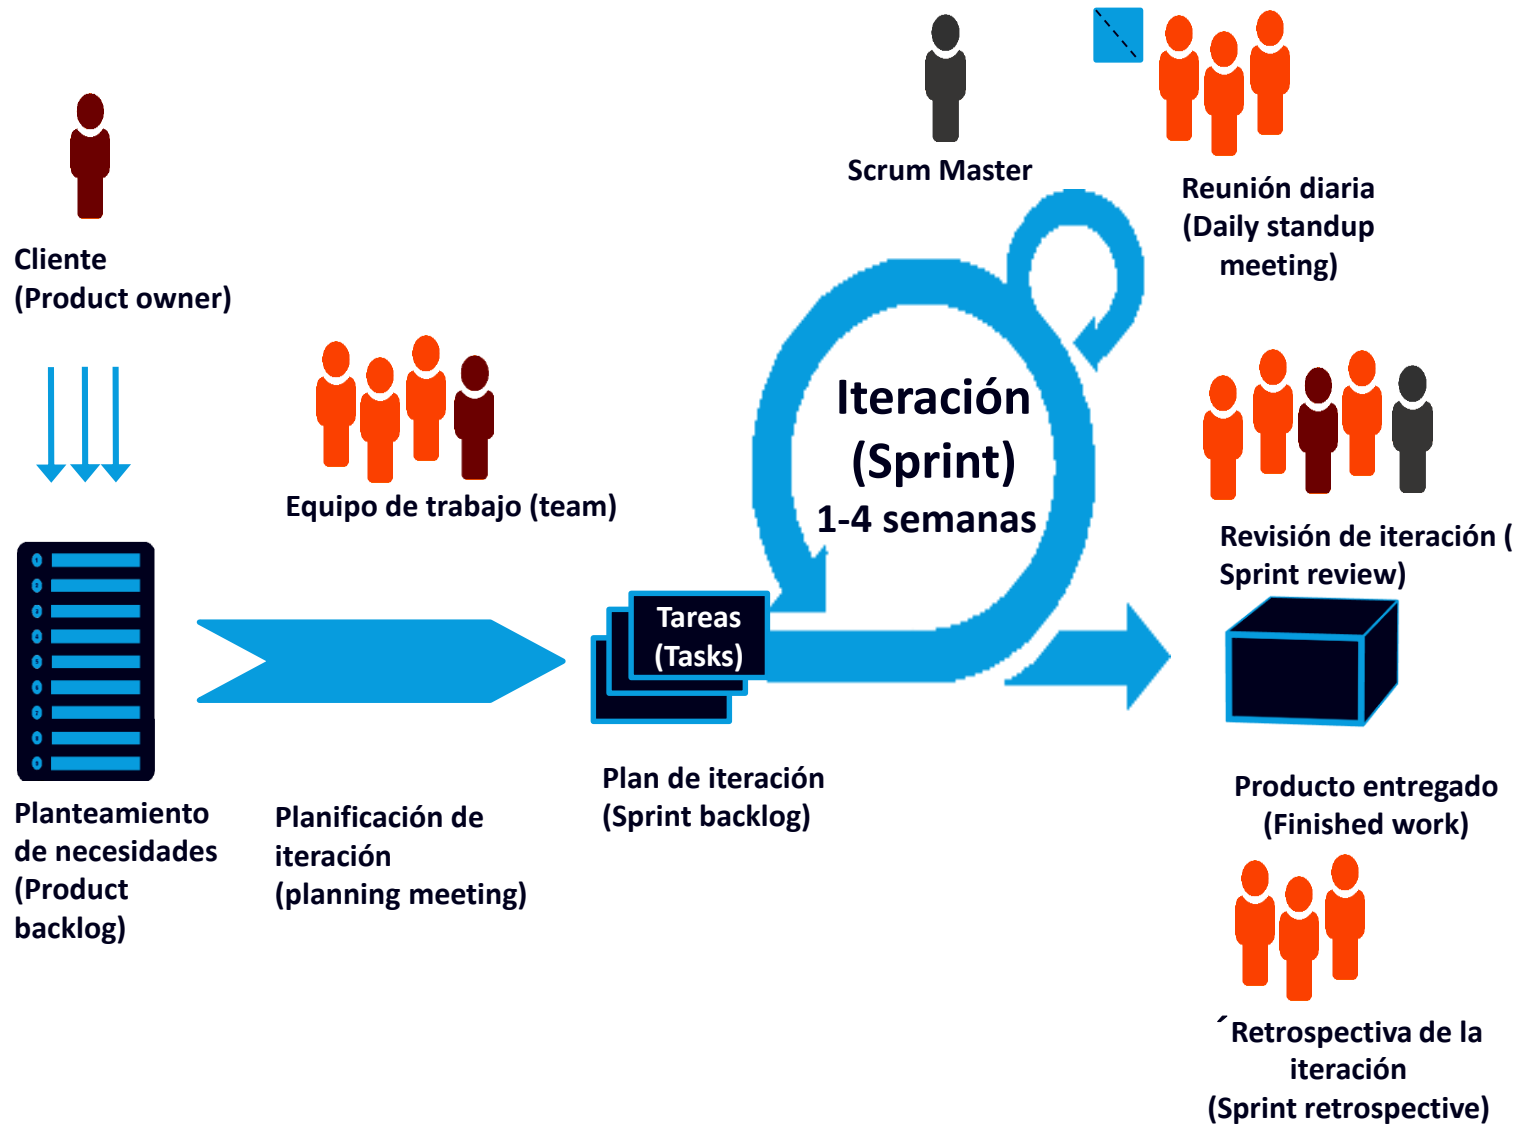 Scrum Master
Reunión diaria
(Daily standup
meeting)
Cliente
(Product owner)
Equipo de trabajo (team)
Iteración
(Sprint)
1-4 semanas
Revisión de iteración (
Sprint review)
Tareas
(Tasks)
Planteamiento
de necesidades
(Product
backlog)
Planificación de
iteración
(planning meeting)
Plan de iteración
(Sprint backlog)
Producto entregado
(Finished work)
´Retrospectiva de la
iteración
(Sprint retrospective)